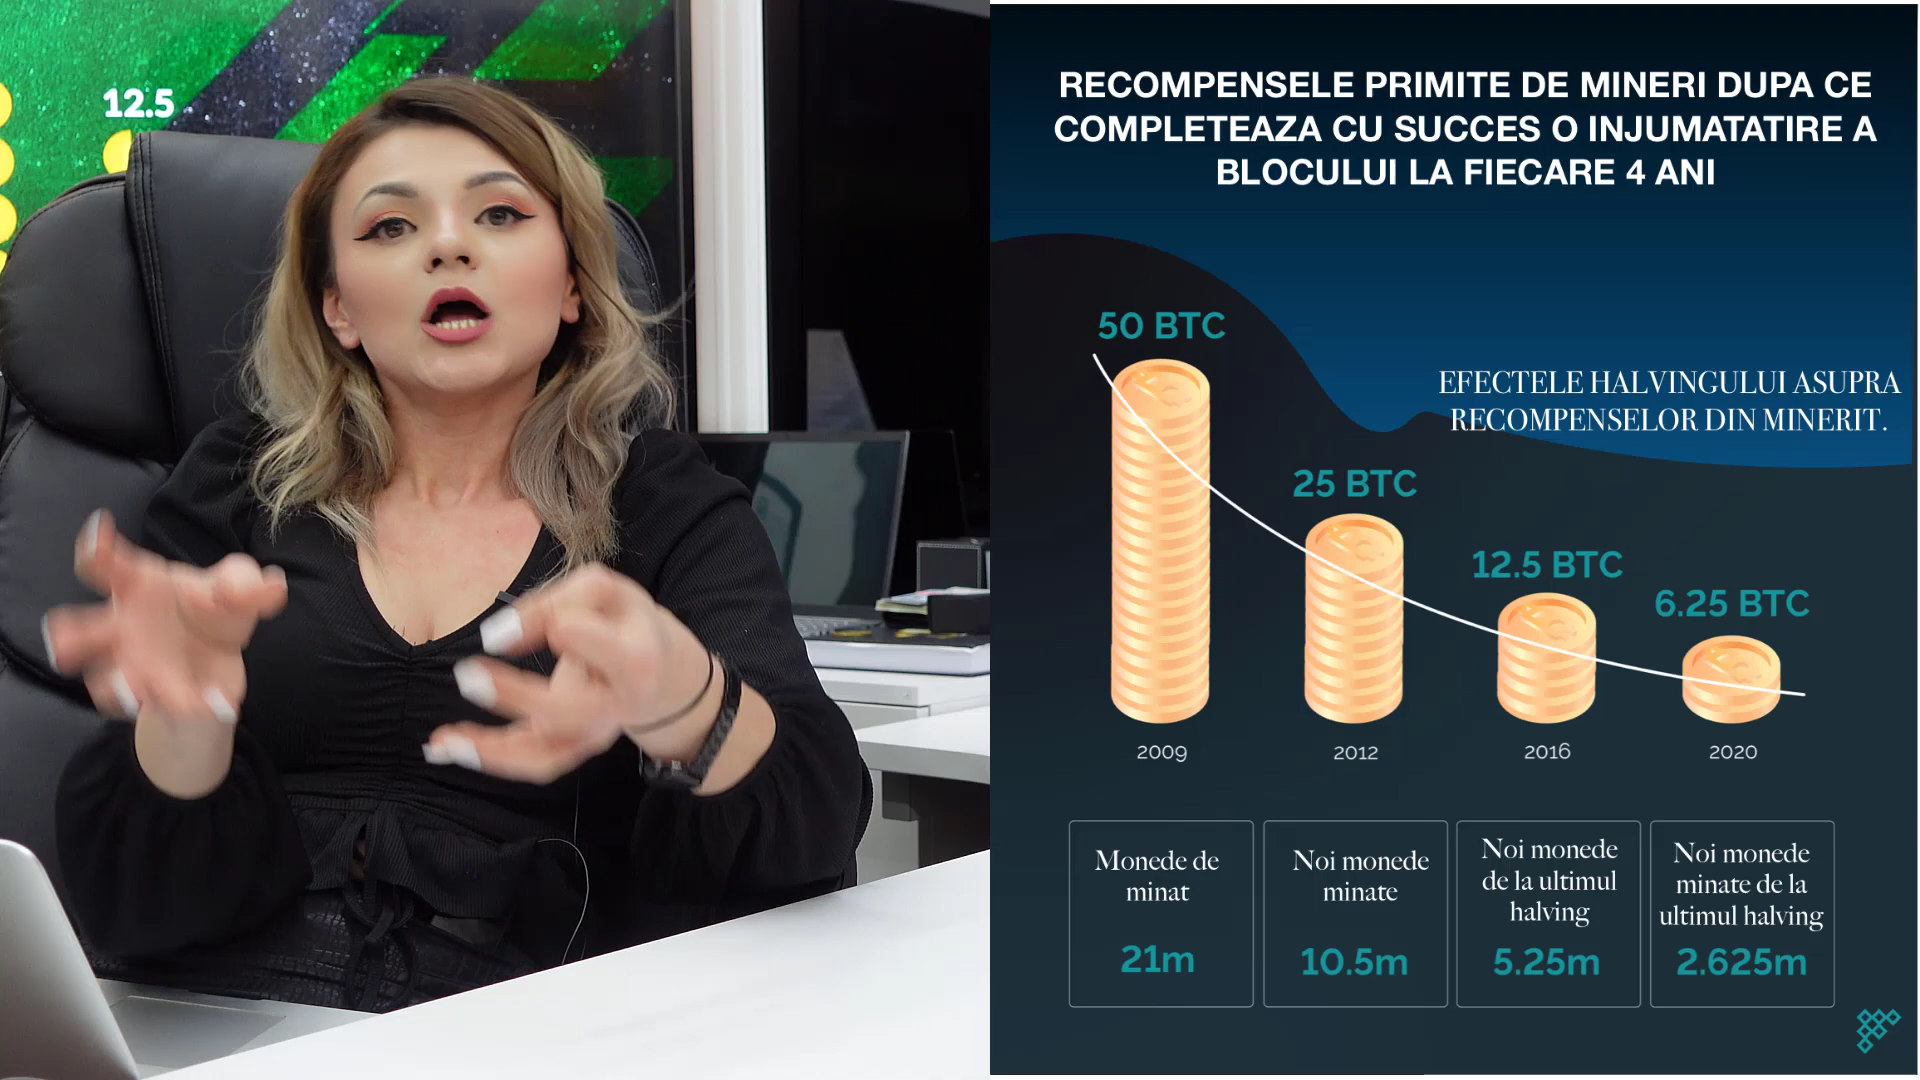 12.5
RECOMPENSELE PRIMITE DE MINERI DUPA CE
COMPLETEAZA CU SUCCES O INJUMATATIRE A
BLOCULUI LA FIECARE 4 ANI
EFECTELE HALVINGULUI ASUPRA
RECOMPENSELOR DIN MINERIT.
50 BTC
25 BTC
12.5 BTC
6.25 BTC
2009
2012
2016
2020
Monede de
minat
21m
Noi monede
minate
10.5m
Noi monede
de la ultimul
halving
5.25m
Noi monede
minate de la
ultimul halving
2.625m